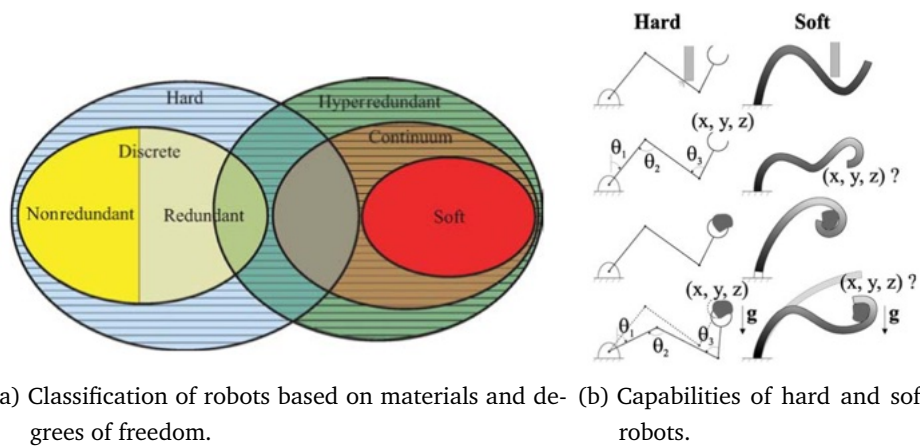 Hard
Hyperredundant
Continuum
Discrete
Nonredundant
Redundant
Soft
Hard
Soft
(x, y, z)
θ1
θ2
θ3
(x, y, z) ?
(x, y, z)
g
θ1
θ2
θ3
(x, y, z) ?
g
a) Classification of robots based on materials and de-
grees of freedom.
(b) Capabilities of hard and sof
robots.